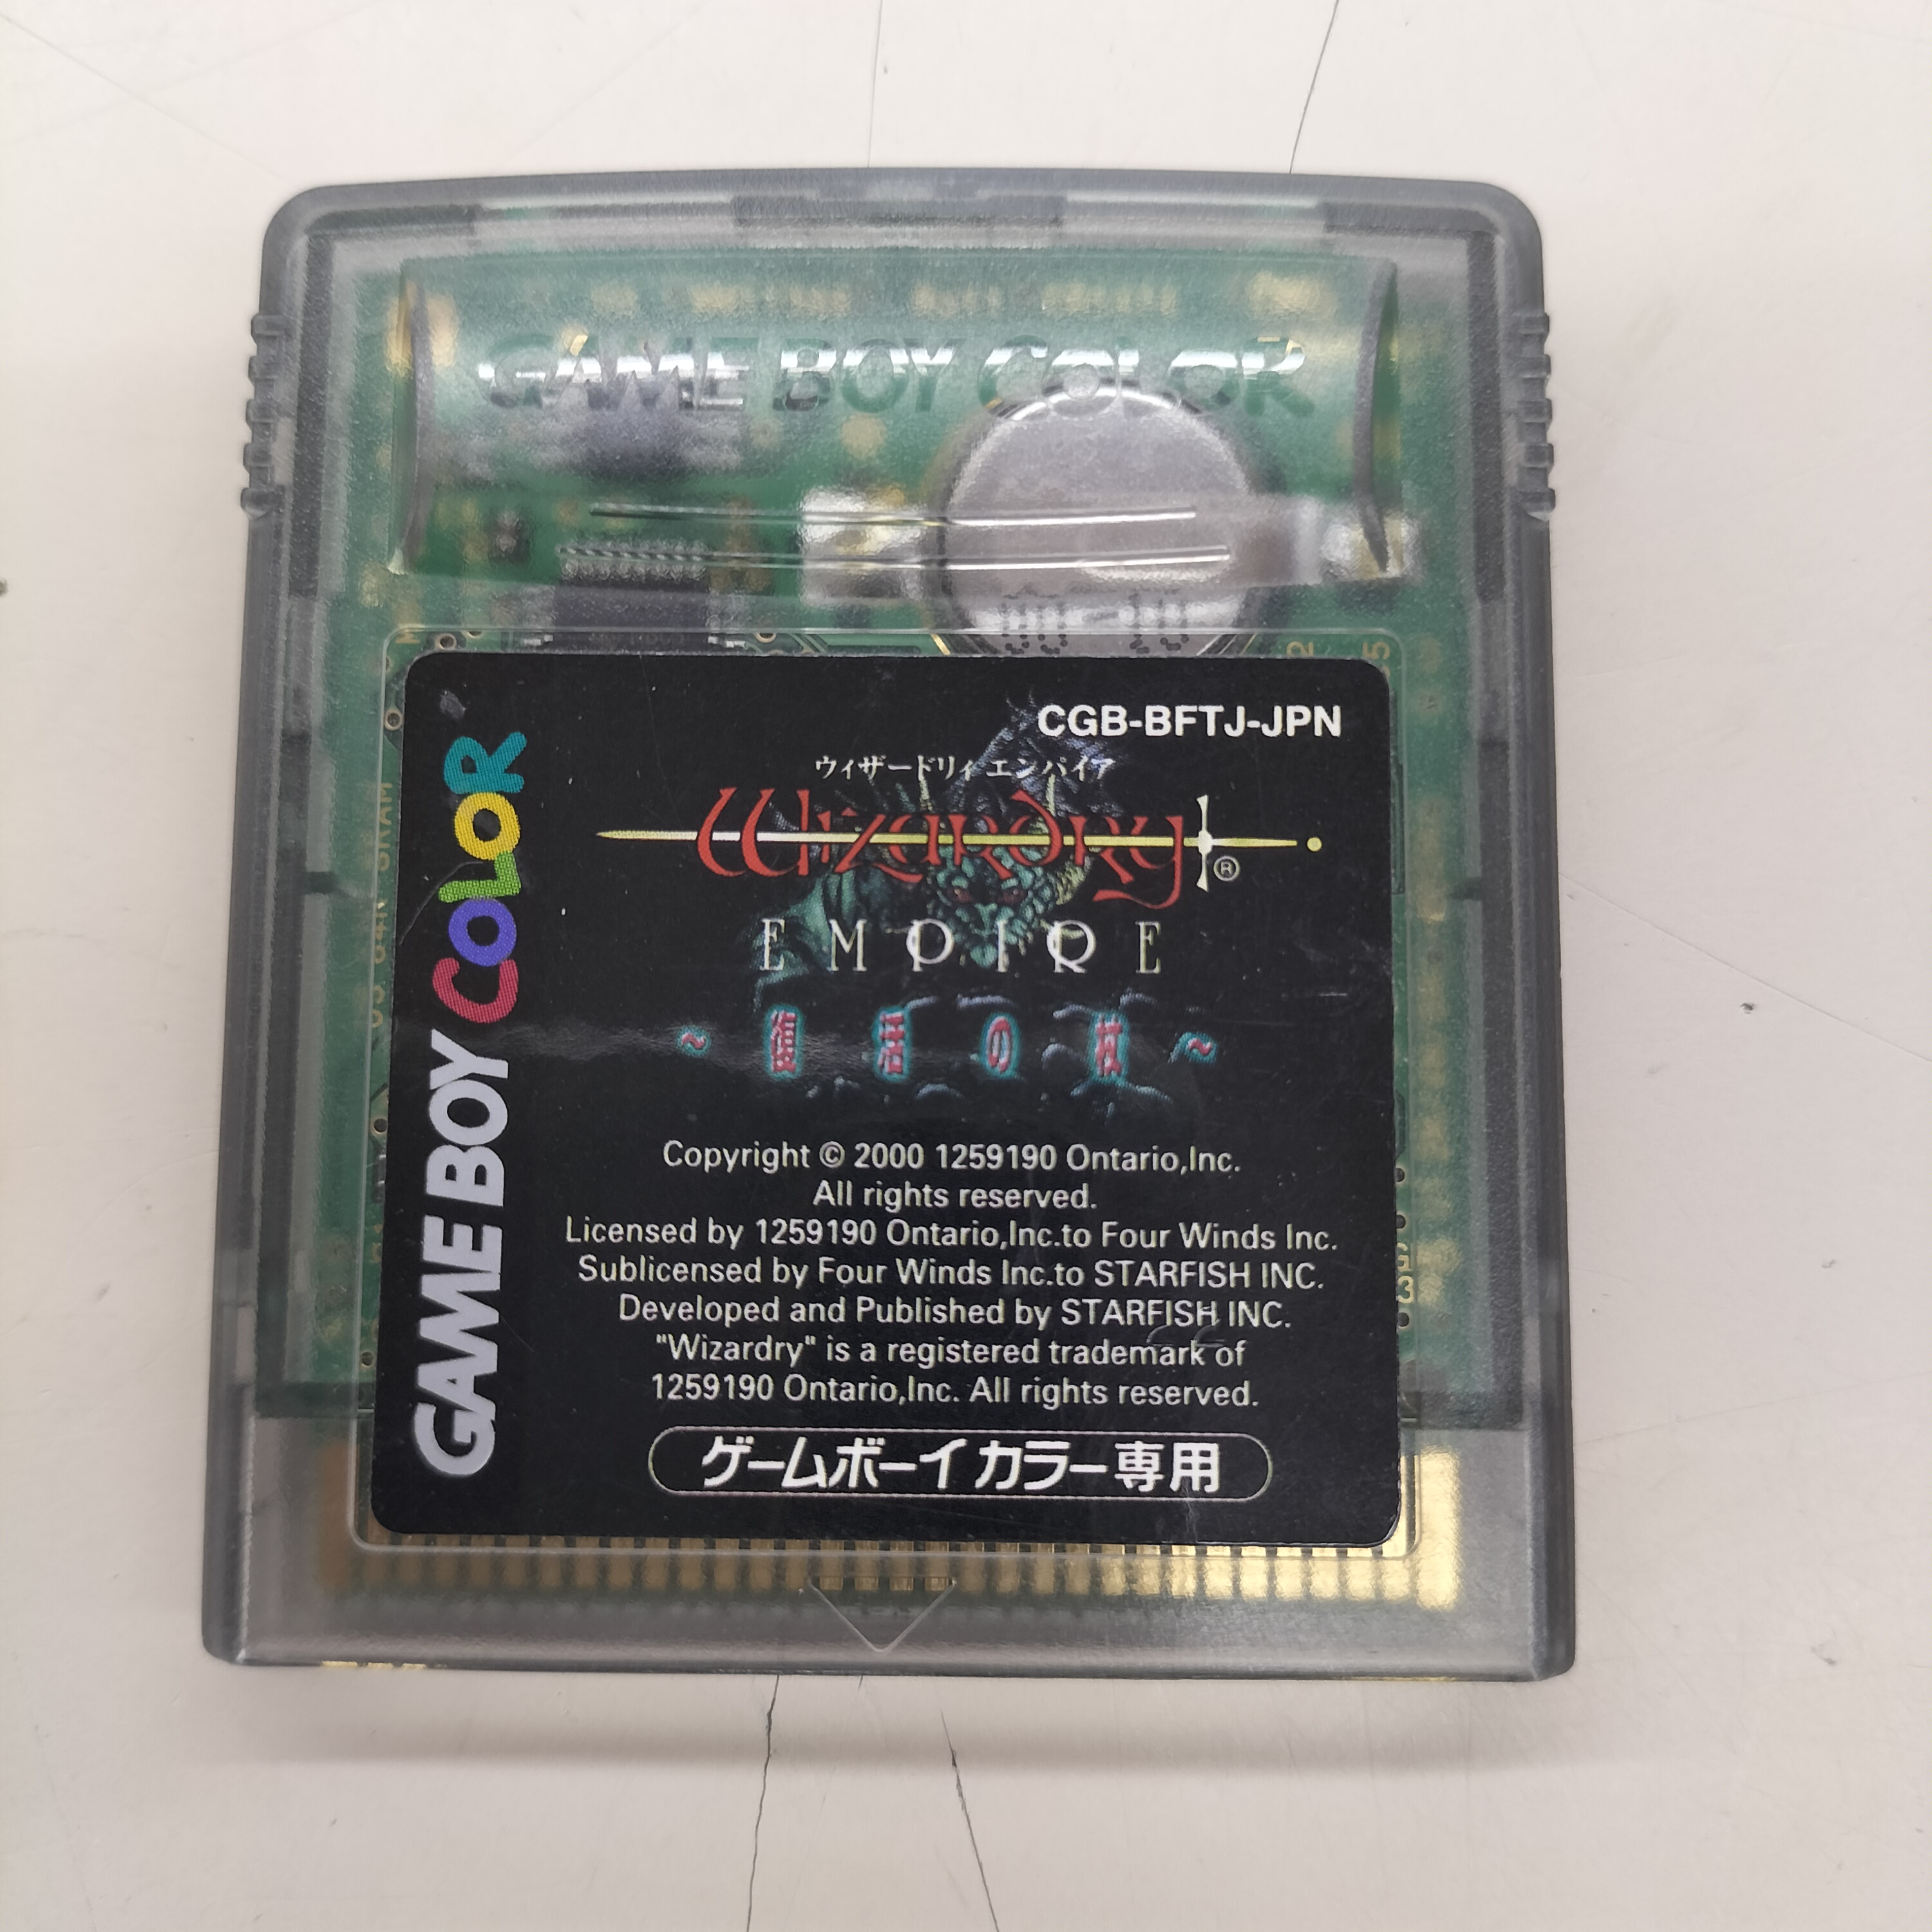 GAME BOY COLOR
CGB-BFTJ-JPN
ウィザードリィ エンパイア
Wizardry®
EMPIRE
~復活の杖~
Copyright © 2000 1259190 Ontario,Inc.
All rights reserved.
Licensed by 1259190 Ontario,Inc.to Four Winds Inc.
Sublicensed by Four Winds Inc.to STARFISH INC.
Developed and Published by STARFISH INC.
"Wizardry" is a registered trademark of
1259190 Ontario,Inc. All rights reserved.
ゲームボーイカラー専用
GAME BOY COLOR